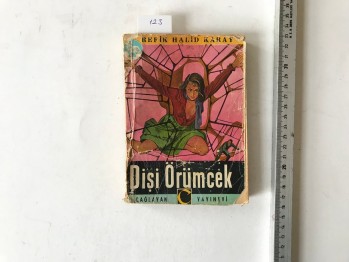 123
REFİK HALİD KARAY
Dişi Örümcek
ÇAĞLAYAN YAYINEVİ